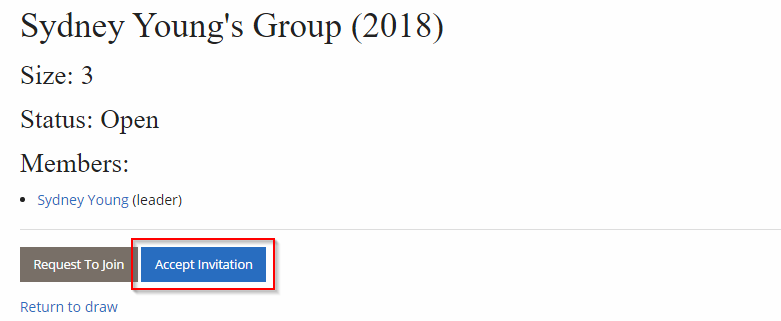 Sydney Young's Group (2018)
Size: 3
Status: Open
Members:
• Sydney Young (leader)
Request To Join Accept Invitation
Return to draw